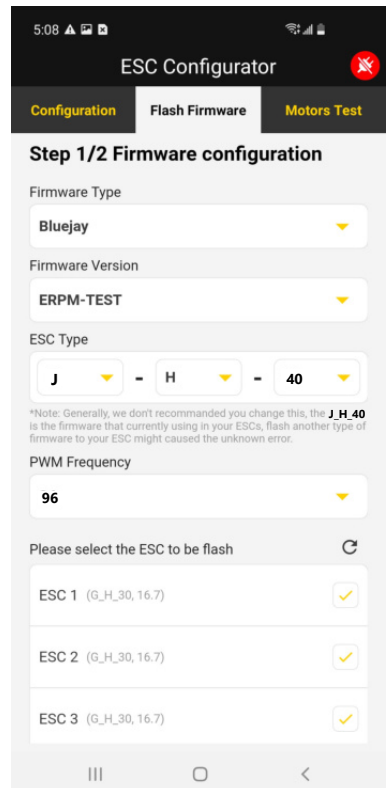 5:08
ESC Configurator
Configuration Flash Firmware Motors Test
Step 1/2 Firmware configuration
Firmware Type
Bluejay
Firmware Version
ERPM-TEST
ESC Type
J - H - 40
*Note: Generally, we don't recommanded you change this, the J_H_40
is the firmware that currently using in your ESCs, flash another type of
firmware to your ESC might caused the unknown error.
PWM Frequency
96
Please select the ESC to be flash
ESC 1 (G_H_30, 16.7)
ESC 2 (G_H_30, 16.7)
ESC 3 (G_H_30, 16.7)